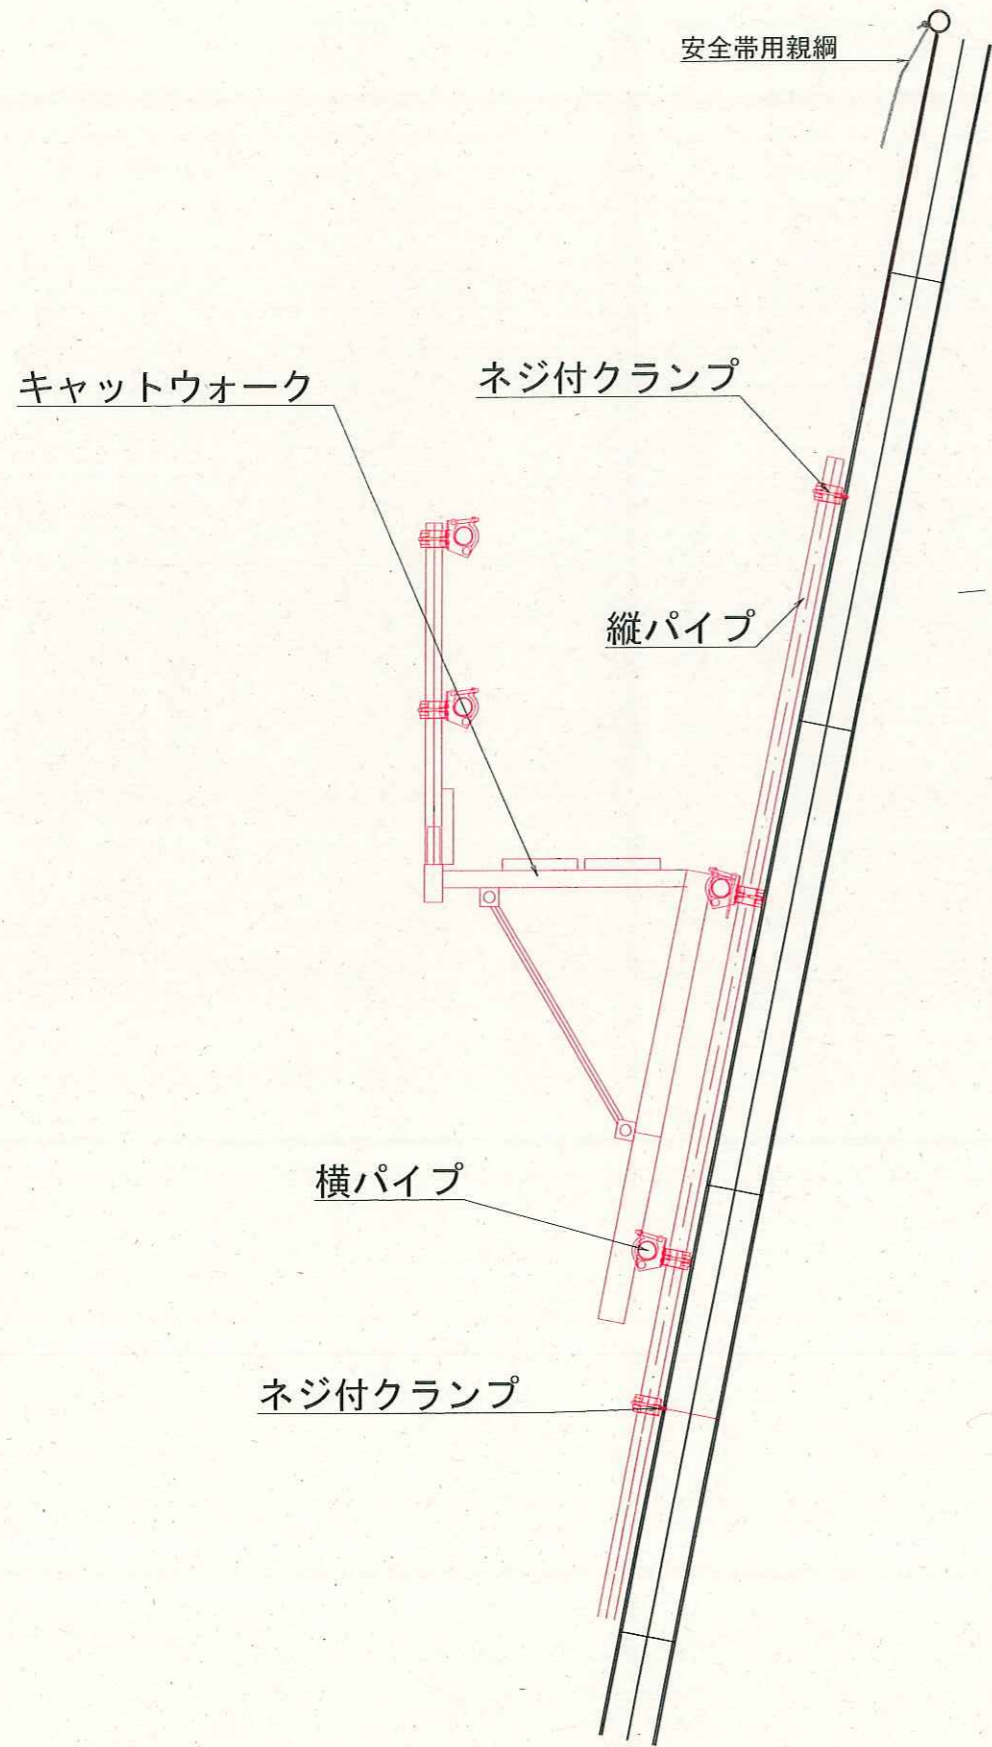 安全帯用親綱
ネジ付クランプ
キャットウォーク
縦パイプ
横パイプ
ネジ付クランプ